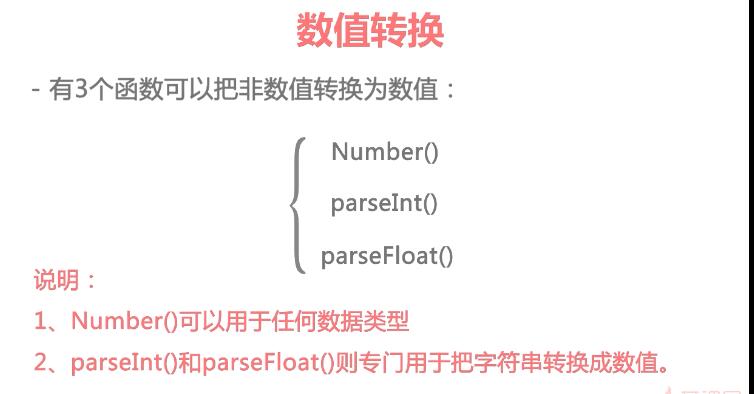 数值转换
- 有3个函数可以把非数值转换为数值：
Number()
parseInt()
parseFloat()
说明：
1、Number()可以用于任何数据类型
2、parseInt()和parseFloat()则专门用于把字符串转换成数值。